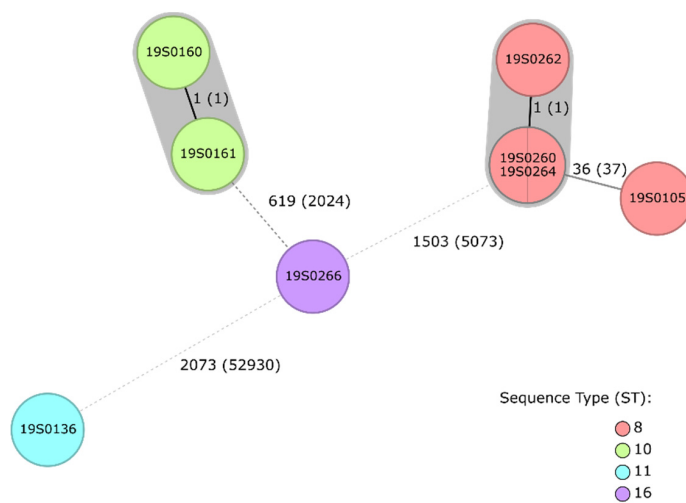 19S0160
1 (1)
19S0161
19S0262
1 (1)
19S0260
19S0264
36 (37)
19S0105
619 (2024)
1503 (5073)
19S0266
2073 (52930)
19S0136
Sequence Type (ST):
8
10
11
16